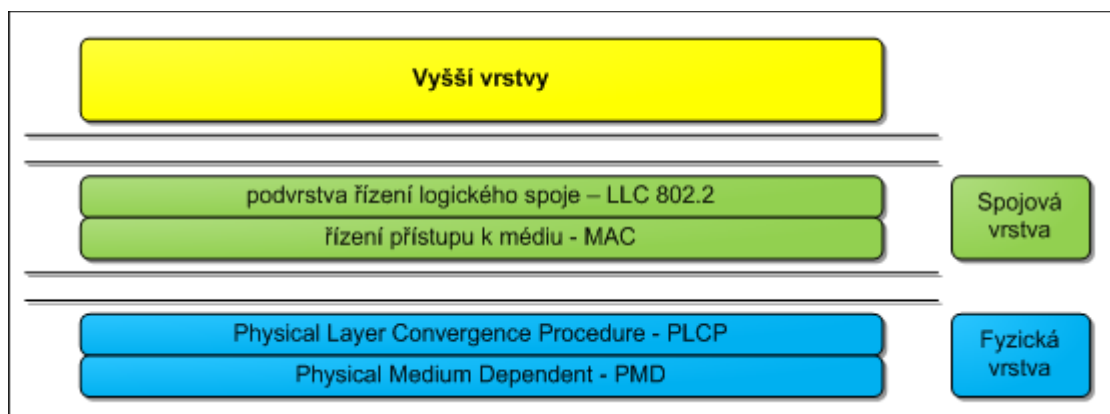 Vyšší vrstvy
podvrstva řízení logického spoje – LLC 802.2
řízení přístupu k médiu - MAC
Spojová
vrstva
Physical Layer Convergence Procedure - PLCP
Physical Medium Dependent - PMD
Fyzická
vrstva